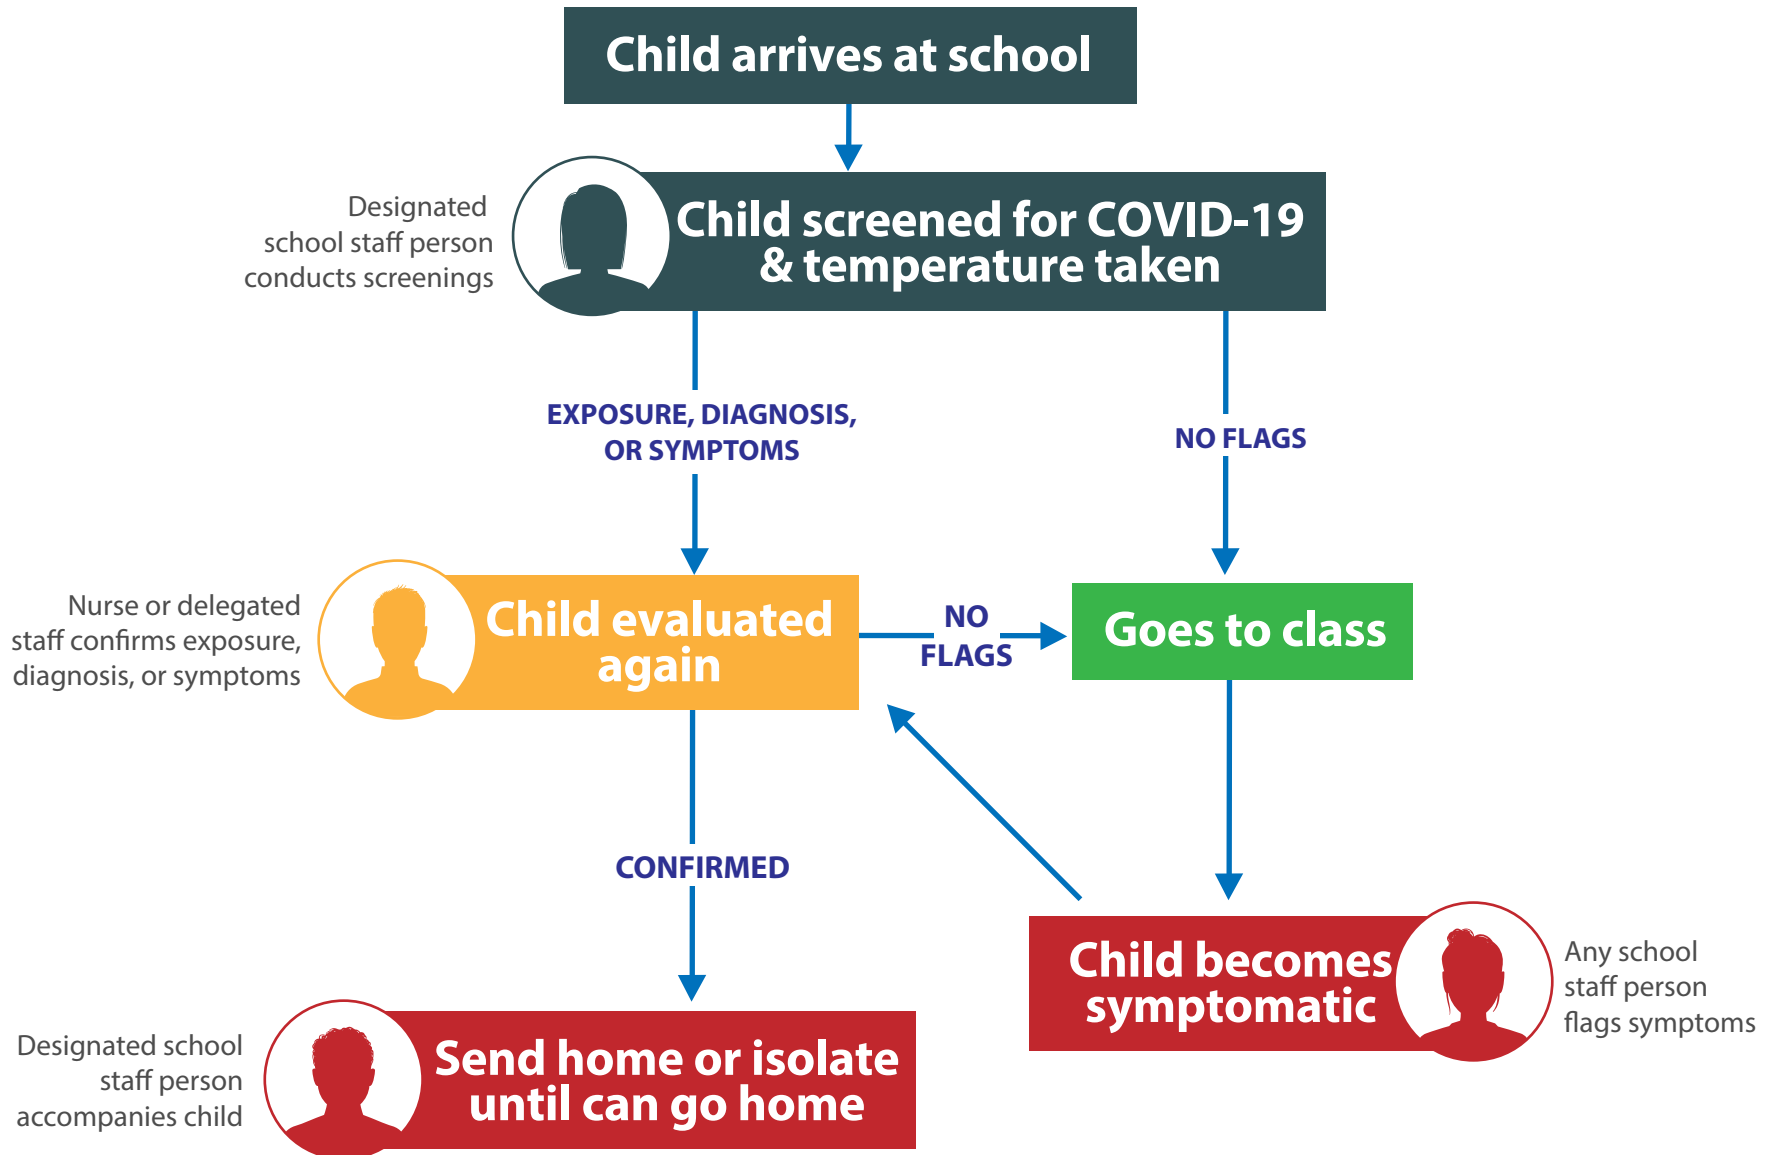 Child arrives at school
Designated
school staff person
conducts screenings
Child screened for COVID-19
& temperature taken
EXPOSURE, DIAGNOSIS,
OR SYMPTOMS
NO FLAGS
Nurse or delegated
staff confirms exposure,
diagnosis, or symptoms
Child evaluated
again
NO
FLAGS
Goes to class
CONFIRMED
Child becomes
symptomatic
Any school
staff person
flags symptoms
Designated school
staff person
accompanies child
Send home or isolate
until can go home